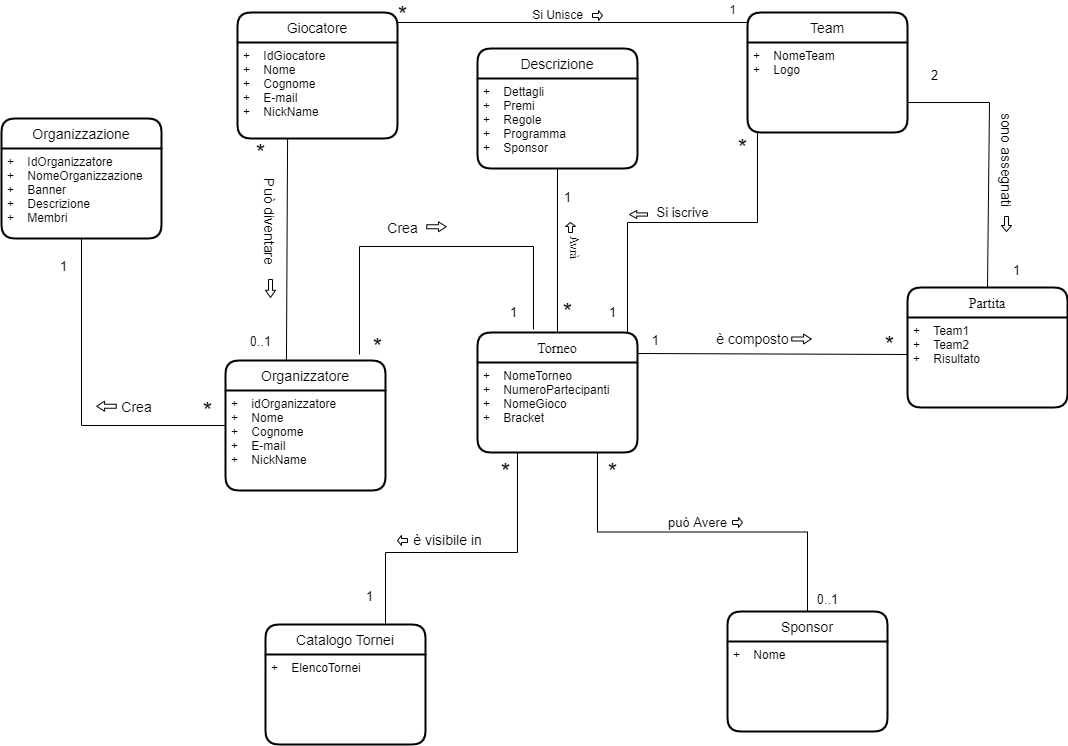 Giocatore
+ IdGiocatore
+ Nome
+ Cognome
+ E-mail
+ NickName
*
Si Unisce
1
Team
+ NomeTeam
+ Logo
Descrizione
+ Dettagli
+ Premi
+ Regole
+ Programma
+ Sponsor
Organizzazione
+ IdOrganizzatore
+ NomeOrganizzazione
+ Banner
+ Descrizione
+ Membri
2
sono assegnati
1
*
Può diventare
0..1
*
Si iscrive
1
1
Avrà
*
Crea
1
*
1
Crea
*
Organizzatore
+ idOrganizzatore
+ Nome
+ Cognome
+ E-mail
+ NickName
Torneo
+ NomeTorneo
+ NumeroPartecipanti
+ NomeGioco
+ Bracket
1
è composto
*
Partita
+ Team1
+ Team2
+ Risultato
*
è visibile in
1
*
può Avere
0..1
Catalogo Tornei
+ ElencoTornei
Sponsor
+ Nome